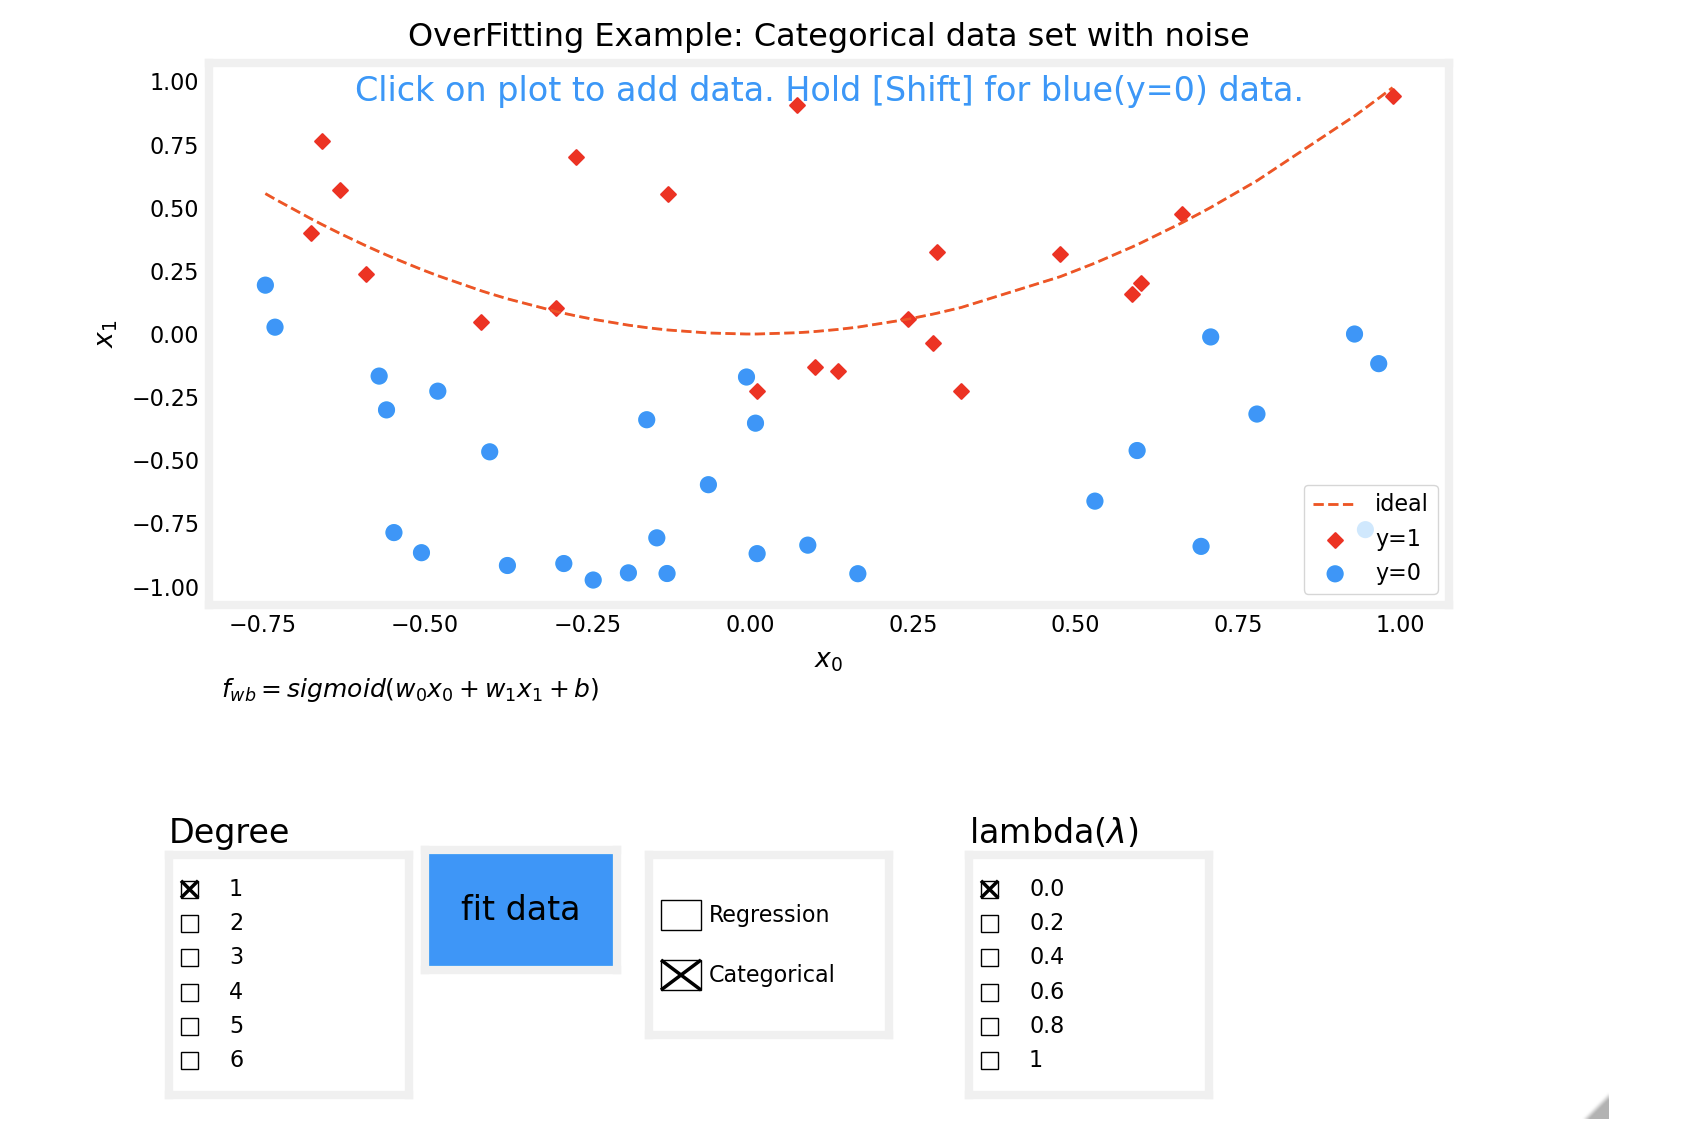 OverFitting Example: Categorical data set with noise
Click on plot to add data. Hold [Shift] for blue(y=0) data.
1.00
0.75
0.50
0.25
0.00
−0.25
−0.50
−0.75
−1.00
x₁
ideal
y=1
y=0
−0.75 −0.50 −0.25 0.00 0.25 0.50 0.75 1.00
x₀
f_wb = sigmoid(w₀x₀ + w₁x₁ + b)
Degree
1
2
3
4
5
6
fit data
Regression
Categorical
lambda(λ)
0.0
0.2
0.4
0.6
0.8
1